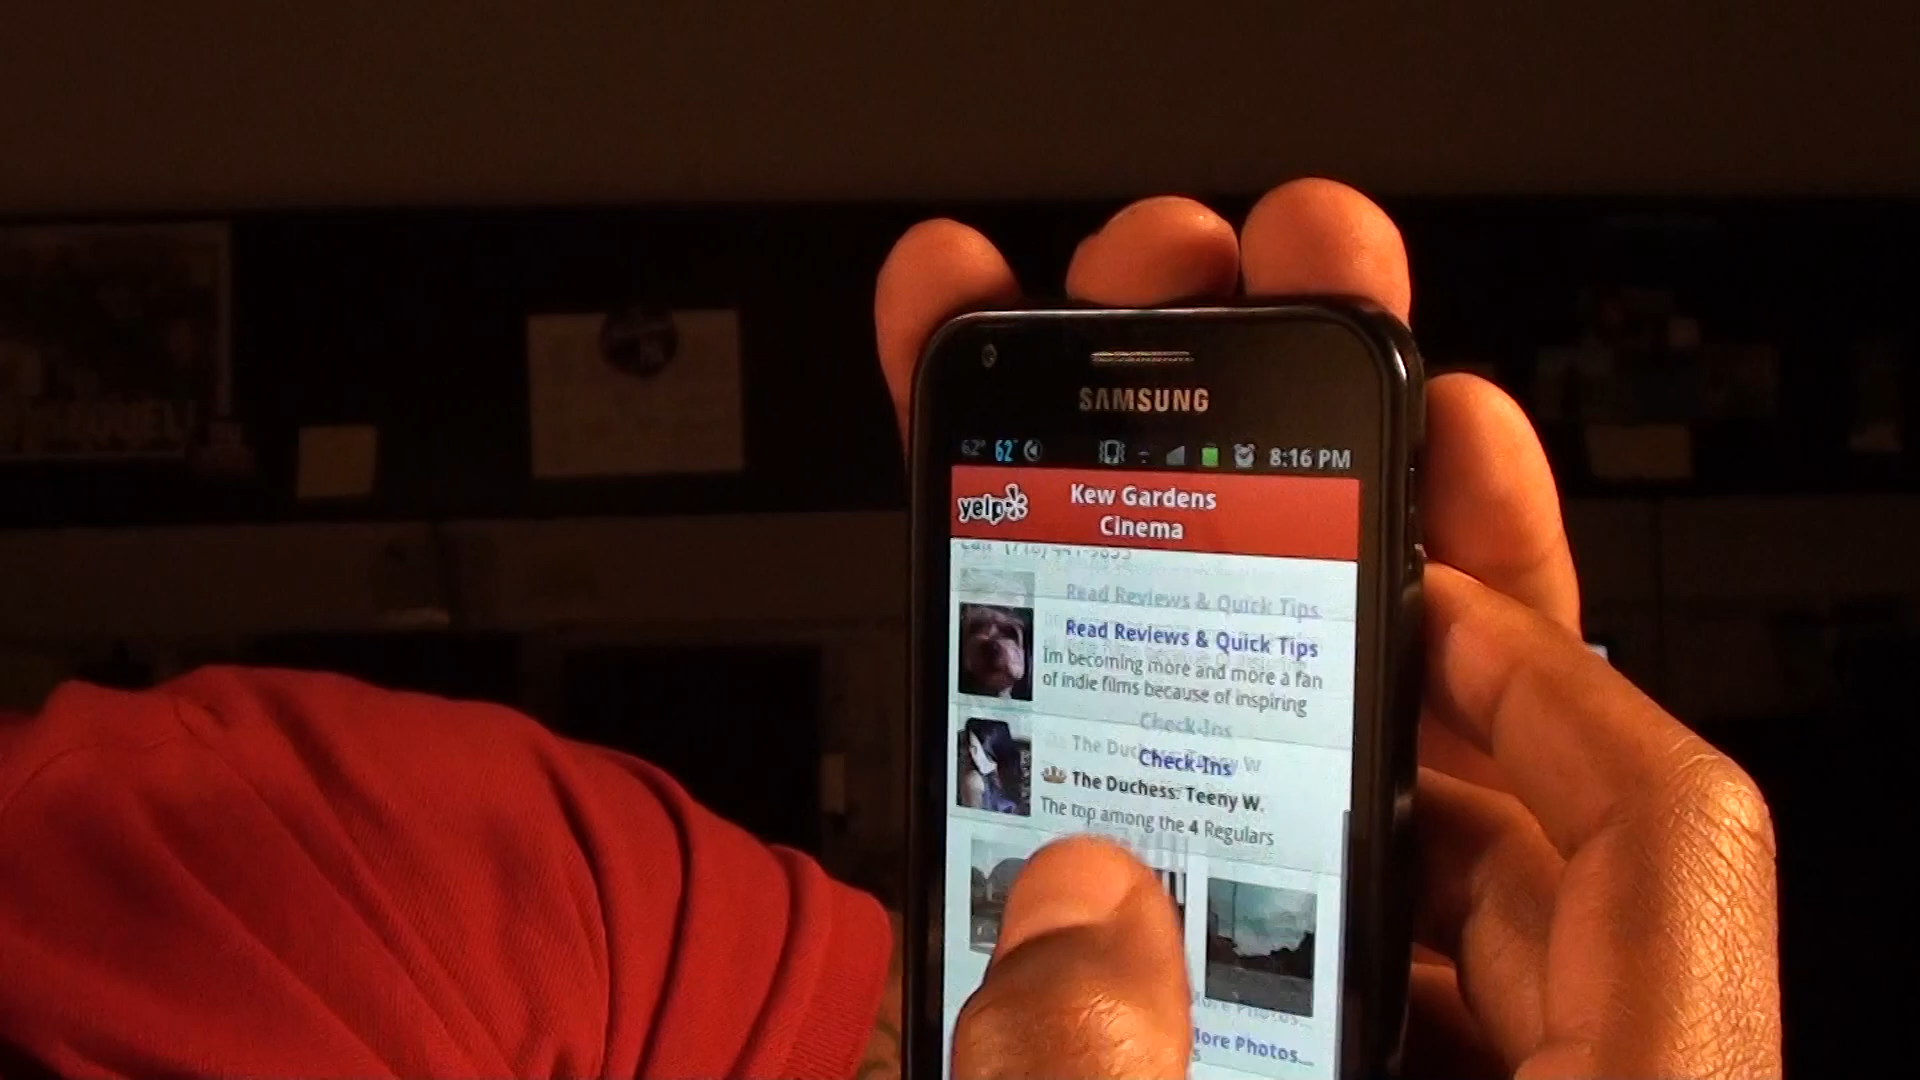 SAMSUNG
62° 62° 8:16 PM
yelp
Kew Gardens
Cinema
Read Reviews & Quick Tips
Read Reviews & Quick Tips
Im becoming more and more a fan
of indie films because of inspiring
Check-Ins
Check-Ins
The Duchess: Teeny W.
The top among the 4 Regulars
More Photos...
More Photos...